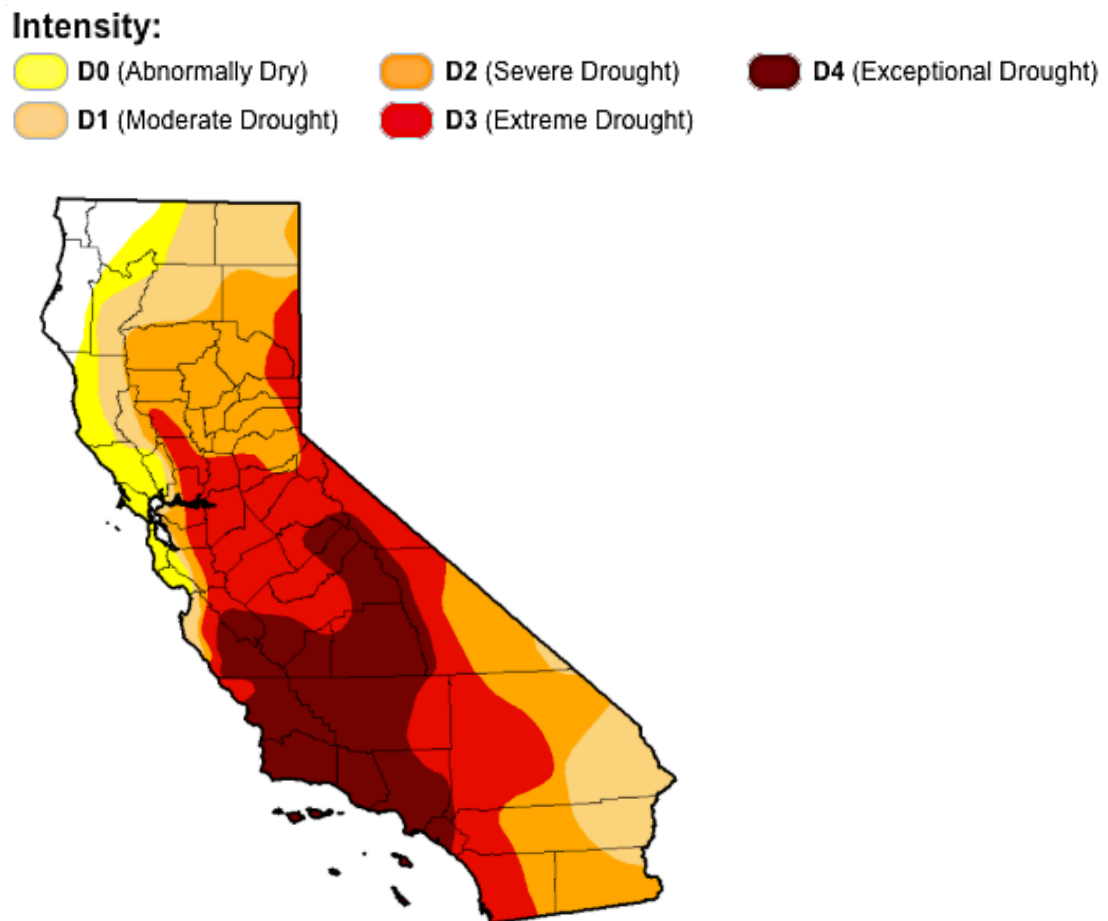 Intensity:
D0 (Abnormally Dry) D2 (Severe Drought) D4 (Exceptional Drought)
D1 (Moderate Drought) D3 (Extreme Drought)